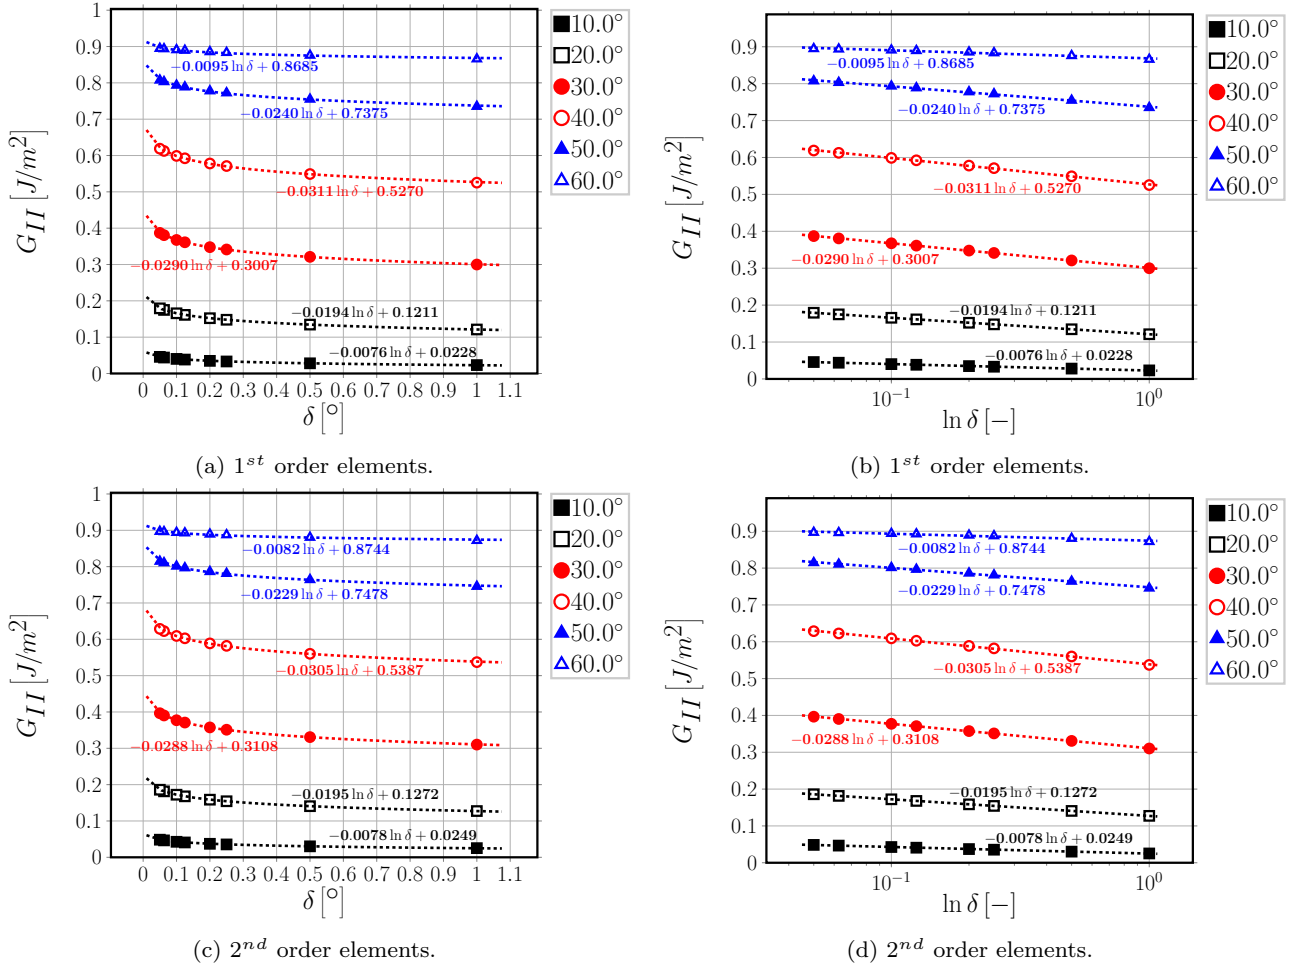 1
0.9
0.8
0.7
0.6
0.5
0.4
0.3
0.2
0.1
0
G_{II} [J/m^2]
−0.0095 ln δ + 0.8685
−0.0240 ln δ + 0.7375
−0.0311 ln δ + 0.5270
−0.0290 ln δ + 0.3007
−0.0194 ln δ + 0.1211
−0.0076 ln δ + 0.0228
0 0.1 0.2 0.3 0.4 0.5 0.6 0.7 0.8 0.9 1 1.1
δ [°]
10.0°
20.0°
30.0°
40.0°
50.0°
60.0°
(a) 1^{st} order elements.
0.9
0.8
0.7
0.6
0.5
0.4
0.3
0.2
0.1
0
G_{II} [J/m^2]
−0.0095 ln δ + 0.8685
−0.0240 ln δ + 0.7375
−0.0311 ln δ + 0.5270
−0.0290 ln δ + 0.3007
−0.0194 ln δ + 0.1211
−0.0076 ln δ + 0.0228
10^{−1} 10^0
ln δ [−]
10.0°
20.0°
30.0°
40.0°
50.0°
60.0°
(b) 1^{st} order elements.
1
0.9
0.8
0.7
0.6
0.5
0.4
0.3
0.2
0.1
0
G_{II} [J/m^2]
−0.0082 ln δ + 0.8744
−0.0229 ln δ + 0.7478
−0.0305 ln δ + 0.5387
−0.0288 ln δ + 0.3108
−0.0195 ln δ + 0.1272
−0.0078 ln δ + 0.0249
0 0.1 0.2 0.3 0.4 0.5 0.6 0.7 0.8 0.9 1 1.1
δ [°]
10.0°
20.0°
30.0°
40.0°
50.0°
60.0°
(c) 2^{nd} order elements.
0.9
0.8
0.7
0.6
0.5
0.4
0.3
0.2
0.1
0
G_{II} [J/m^2]
−0.0082 ln δ + 0.8744
−0.0229 ln δ + 0.7478
−0.0305 ln δ + 0.5387
−0.0288 ln δ + 0.3108
−0.0195 ln δ + 0.1272
−0.0078 ln δ + 0.0249
10^{−1} 10^0
ln δ [−]
10.0°
20.0°
30.0°
40.0°
50.0°
60.0°
(d) 2^{nd} order elements.